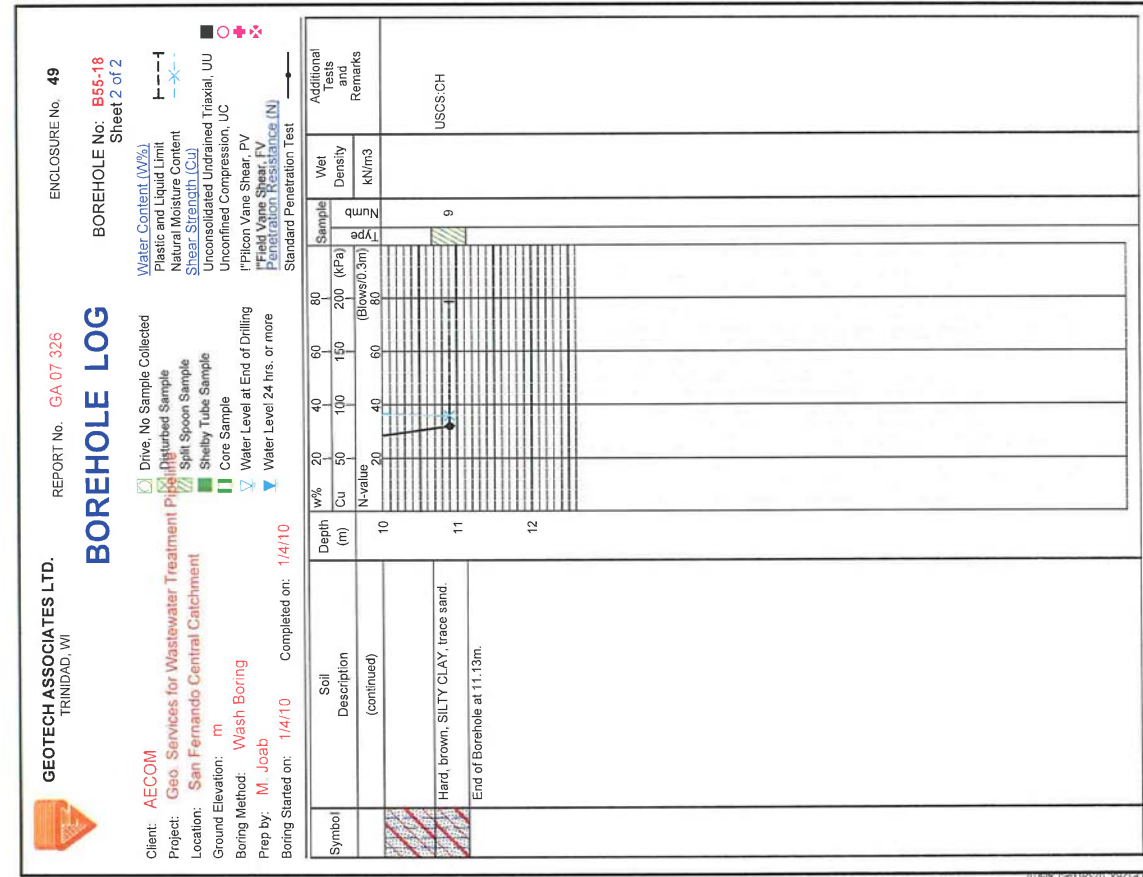 GEOTECH ASSOCIATES LTD.
TRINIDAD, WI
REPORT No. GA 07 326
ENCLOSURE No. 49
BOREHOLE LOG
BOREHOLE No: B55-18
Sheet 2 of 2
Client: AECOM
Project: Geo. Services for Wastewater Treatment Pipeline
Location: San Fernando Central Catchment
Ground Elevation: m
Boring Method: Wash Boring
Prep by: M. Joab
Boring Started on: 1/4/10 Completed on: 1/4/10
Drive, No Sample Collected
Disturbed Sample
Split Spoon Sample
Shelby Tube Sample
Core Sample
Water Level at End of Drilling
Water Level 24 hrs. or more
Water Content (W%)
Plastic and Liquid Limit
Natural Moisture Content
Shear Strength (Cu)
Unconsolidated Undrained Triaxial, UU
Unconfined Compression, UC
!"Pilcon Vane Shear, PV
!"Field Vane Shear, FV
Penetration Resistance (N)
Standard Penetration Test
Symbol
Soil
Description
Depth
(m)
w% 20 40 60 80
Cu 50 100 150 200 (kPa)
N-value (Blows/0.3m)
20 40 60 80
Sample
Type
Numb
Wet
Density
kN/m3
Additional
Tests
and
Remarks
(continued)
10
Hard, brown, SILTY CLAY, trace sand.
11
9
USCS:CH
End of Borehole at 11.13m.
12